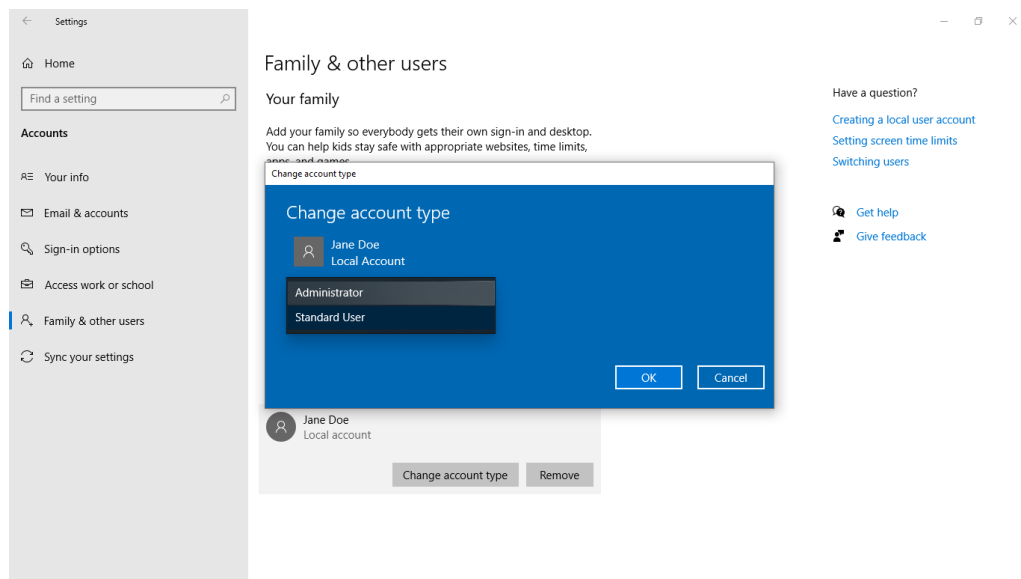 Settings
Home
Find a setting
Accounts
Your info
Email & accounts
Sign-in options
Access work or school
Family & other users
Sync your settings
Family & other users
Your family
Add your family so everybody gets their own sign-in and desktop.
You can help kids stay safe with appropriate websites, time limits,
apps, and games
Change account type
Change account type
Jane Doe
Local Account
Administrator
Standard User
OK
Cancel
Jane Doe
Local account
Change account type
Remove
Have a question?
Creating a local user account
Setting screen time limits
Switching users
Get help
Give feedback